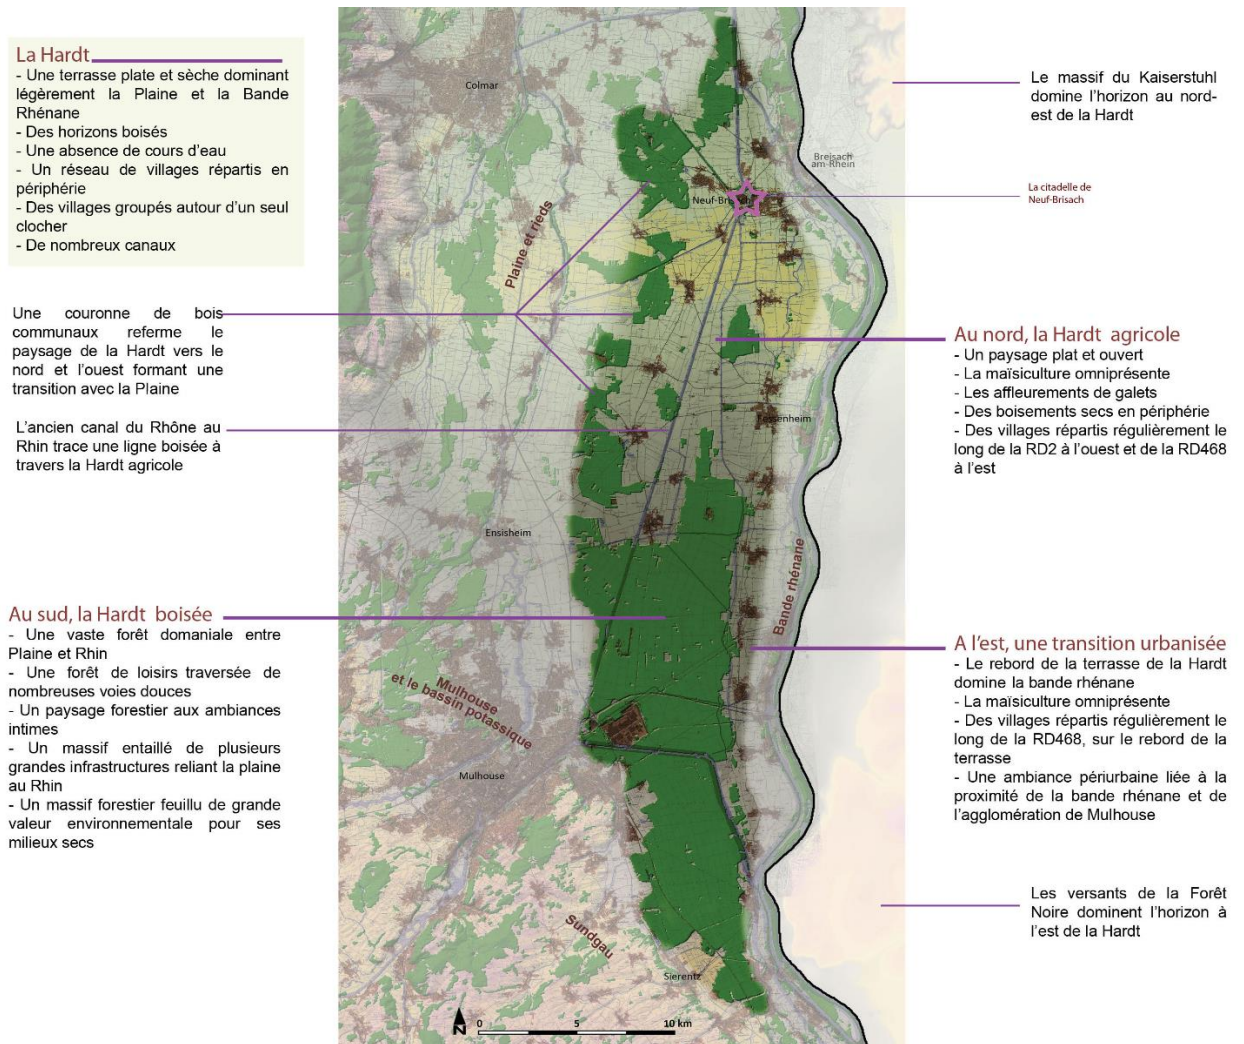 La Hardt
- Une terrasse plate et sèche dominant
légèrement la Plaine et la Bande
Rhénane
- Des horizons boisés
- Une absence de cours d'eau
- Un réseau de villages répartis en
périphérie
- Des villages groupés autour d'un seul
clocher
- De nombreux canaux
Une couronne de bois
communaux referme le
paysage de la Hardt vers le
nord et l'ouest formant une
transition avec la Plaine
L'ancien canal du Rhône au
Rhin trace une ligne boisée à
travers la Hardt agricole
Au sud, la Hardt boisée
- Une vaste forêt domaniale entre
Plaine et Rhin
- Une forêt de loisirs traversée de
nombreuses voies douces
- Un paysage forestier aux ambiances
intimes
- Un massif entaillé de plusieurs
grandes infrastructures reliant la plaine
au Rhin
- Un massif forestier feuillu de grande
valeur environnementale pour ses
milieux secs
Colmar
Breisach
am-Rhein
Neuf-Brisach
Plaine et rieds
Fessenheim
Ensisheim
Bande rhénane
Mulhouse
et le bassin potassique
Mulhouse
Sundgau
Sierentz
N
0 5 10 km
Le massif du Kaiserstuhl
domine l'horizon au nord-
est de la Hardt
La citadelle de
Neuf-Brisach
Au nord, la Hardt agricole
- Un paysage plat et ouvert
- La maïsiculture omniprésente
- Les affleurements de galets
- Des boisements secs en périphérie
- Des villages répartis régulièrement le
long de la RD2 à l'ouest et de la RD468
à l'est
A l'est, une transition urbanisée
- Le rebord de la terrasse de la Hardt
domine la bande rhénane
- La maïsiculture omniprésente
- Des villages répartis régulièrement le
long de la RD468, sur le rebord de la
terrasse
- Une ambiance périurbaine liée à la
proximité de la bande rhénane et de
l'agglomération de Mulhouse
Les versants de la Forêt
Noire dominent l'horizon à
l'est de la Hardt